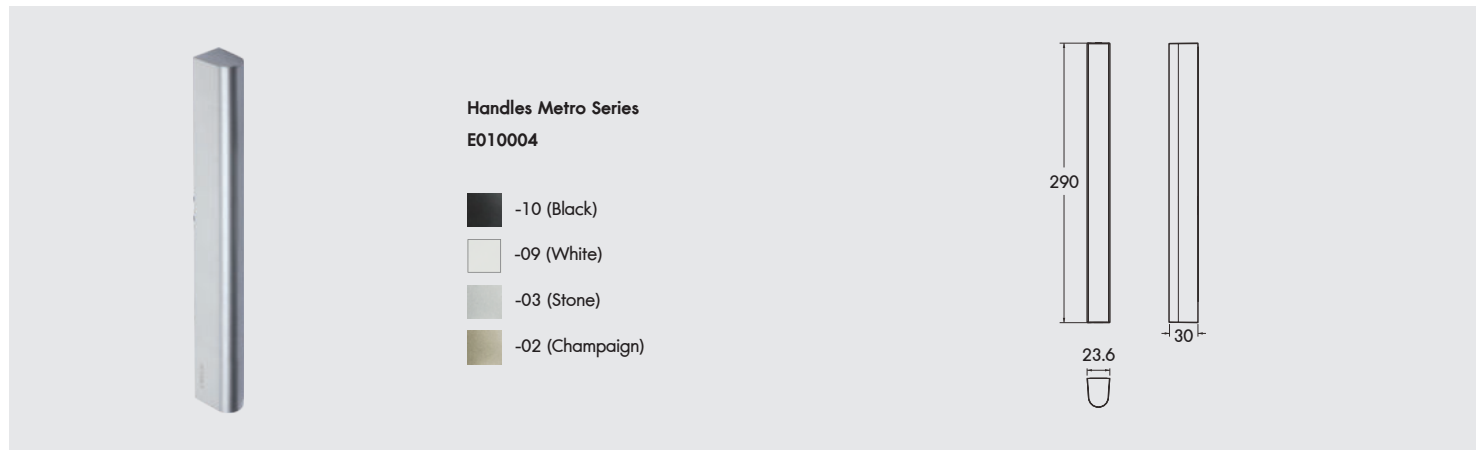 Handles Metro Series
E010004
-10 (Black)
-09 (White)
-03 (Stone)
-02 (Champaign)
290
30
23.6